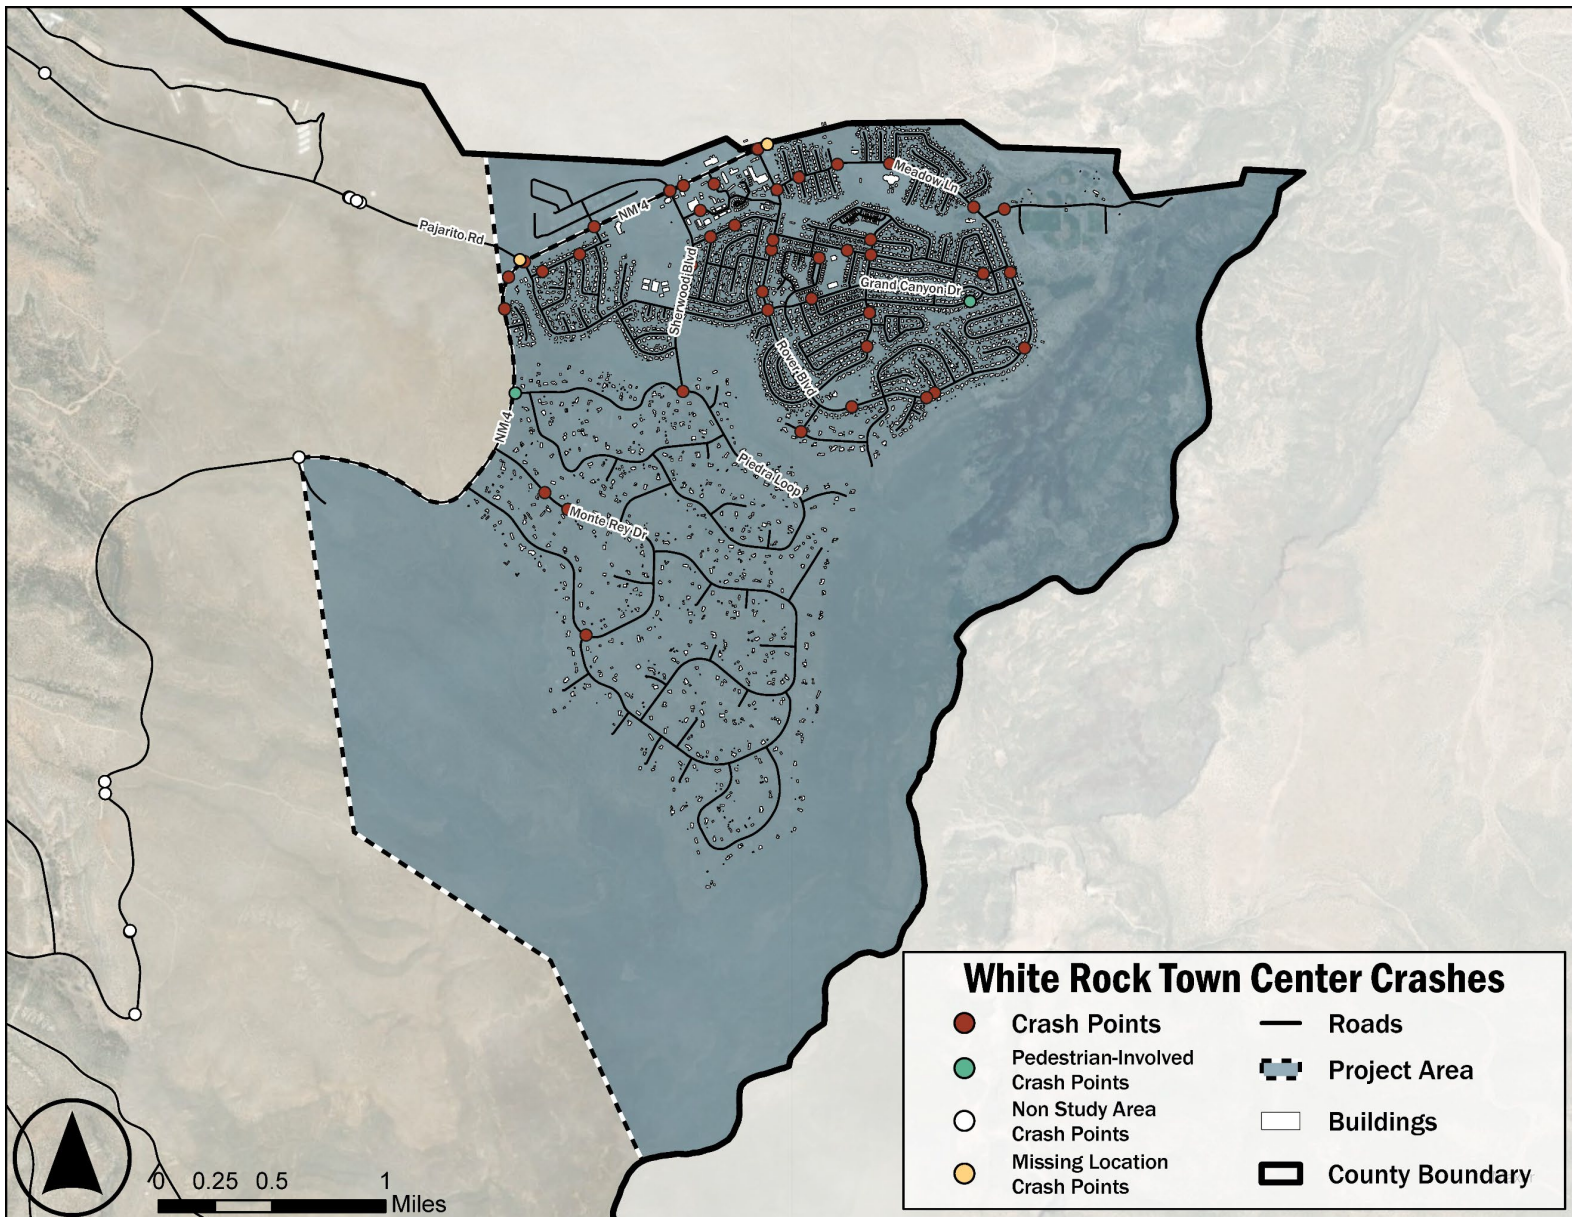 Meadow Ln
NM 4
Pajarito Rd
Sherwood Blvd
Grand Canyon Dr
Rover Blvd
NM 4
Piedra Loop
Monte Rey Dr
White Rock Town Center Crashes
Crash Points
Roads
Pedestrian-Involved
Crash Points
Project Area
Non Study Area
Crash Points
Buildings
Missing Location
Crash Points
County Boundary
0 0.25 0.5 1
Miles